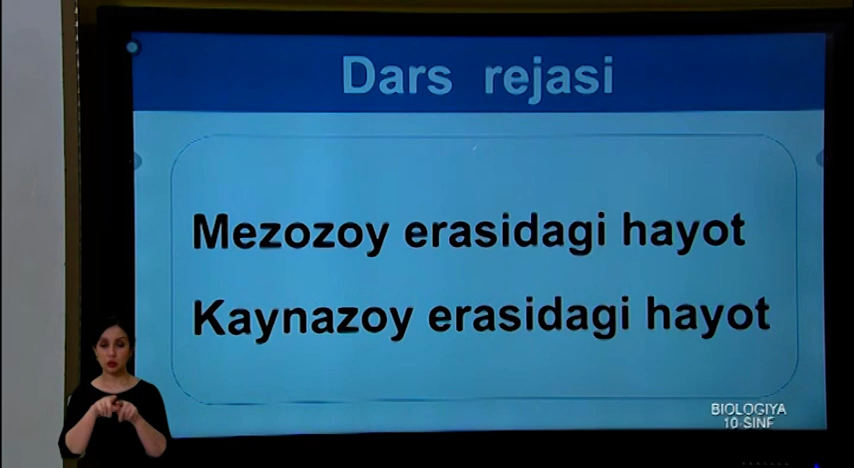 Dars rejasi
Mezozoy erasidagi hayot
Kaynazoy erasidagi hayot
BIOLOGIYA
10 SINF